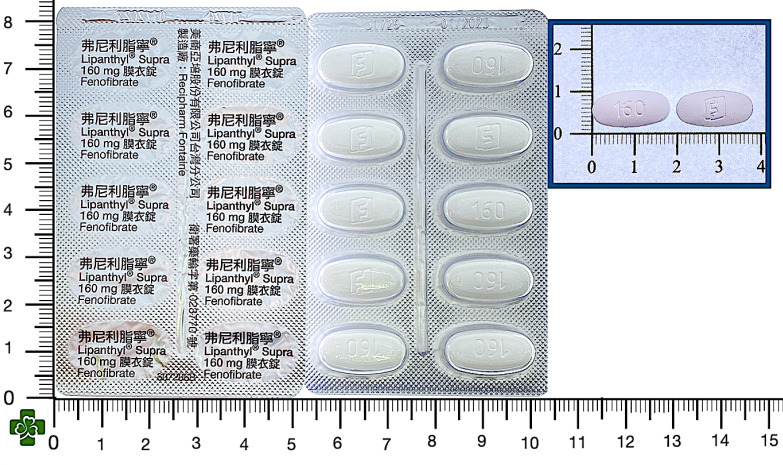 弗尼利脂寧®
Lipanthyl® Supra
160 mg 膜衣錠
Fenofibrate
弗尼利脂寧®
Lipanthyl® Supra
160 mg 膜衣錠
Fenofibrate
弗尼利脂寧®
Lipanthyl® Supra
160 mg 膜衣錠
Fenofibrate
弗尼利脂寧®
Lipanthyl® Supra
160 mg 膜衣錠
Fenofibrate
弗尼利脂寧®
Lipanthyl® Supra
160 mg 膜衣錠
Fenofibrate
美商亞培股份有限公司台灣分公司 衛署藥輸字第 023770 號
製造廠：Recipharm Fontaine
弗尼利脂寧®
Lipanthyl® Supra
160 mg 膜衣錠
Fenofibrate
弗尼利脂寧®
Lipanthyl® Supra
160 mg 膜衣錠
Fenofibrate
弗尼利脂寧®
Lipanthyl® Supra
160 mg 膜衣錠
Fenofibrate
弗尼利脂寧®
Lipanthyl® Supra
160 mg 膜衣錠
Fenofibrate
弗尼利脂寧®
Lipanthyl® Supra
160 mg 膜衣錠
Fenofibrate
160
160
160
160
160
160
160
8
7
6
5
4
3
2
1
0
0 1 2 3 4 5 6 7 8 9 10 11 12 13 14 15
2
1
0
0 1 2 3 4